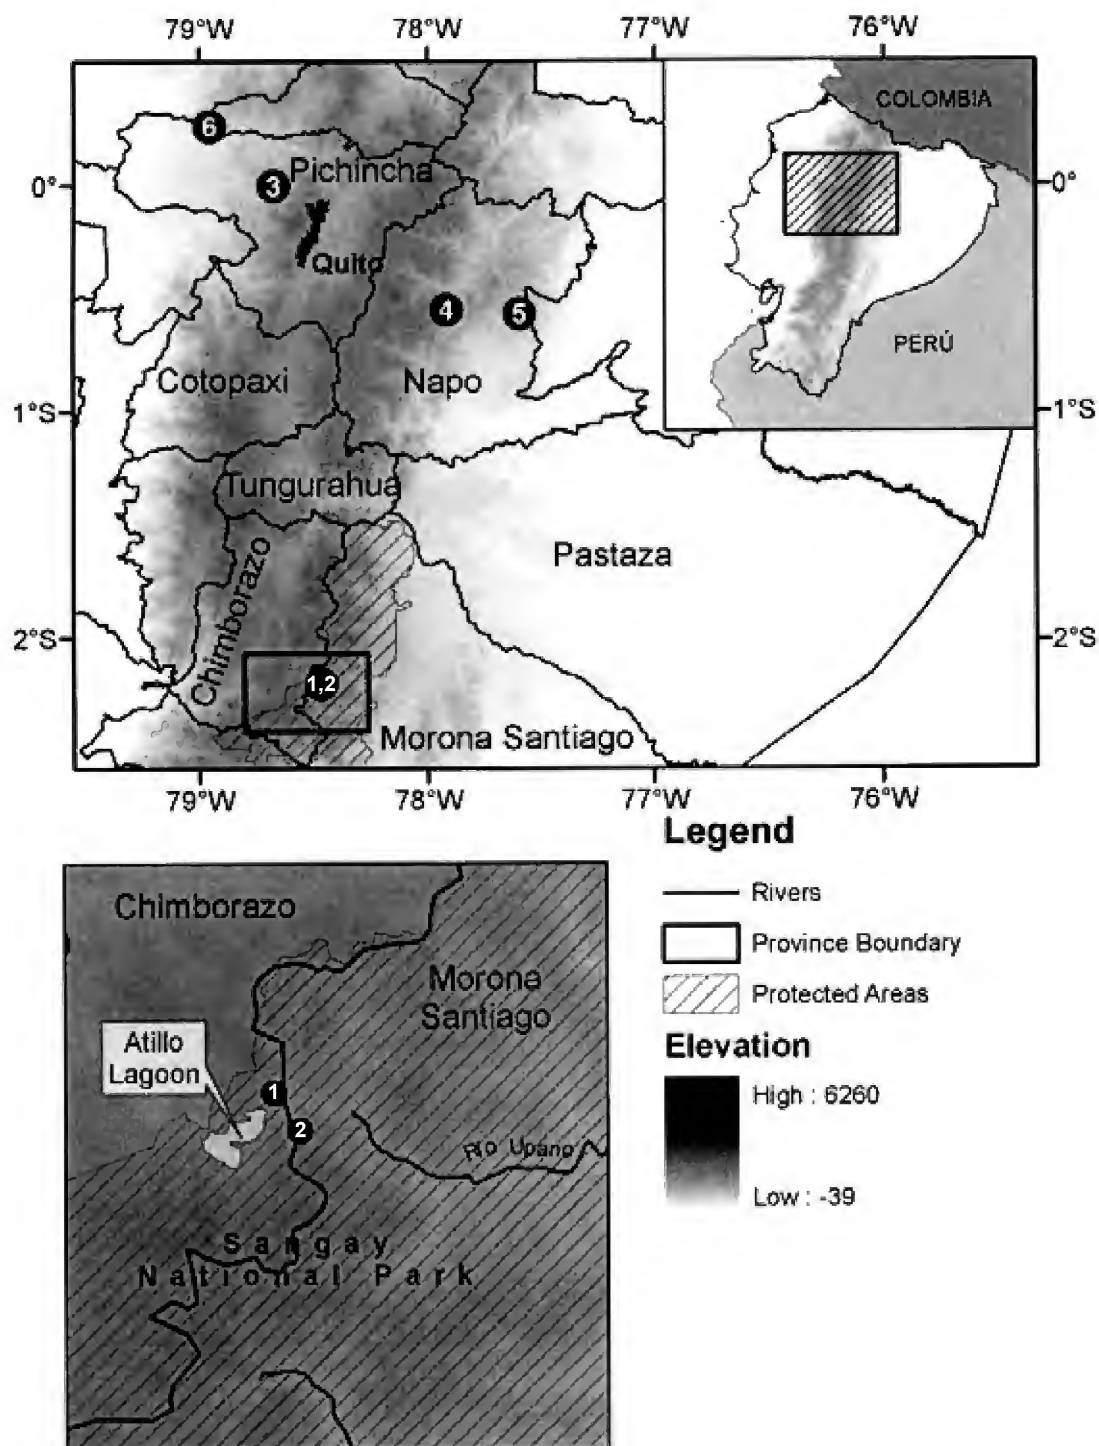 79°W 78°W 77°W 76°W
COLOMBIA
6
Pichincha
0° 3 0°
Quito
4 5
PERÚ
Cotopaxi Napo
1°S 1°S
Tungurahua
Pastaza
Chimborazo
2°S 2°S
1,2
Morona Santiago
79°W 78°W 77°W 76°W
Legend
Rivers
Province Boundary
Protected Areas
Elevation
High : 6260
Low : -39
Chimborazo
Morona
Santiago
Atillo
Lagoon
1
2
Río Upano
Sangay
National Park